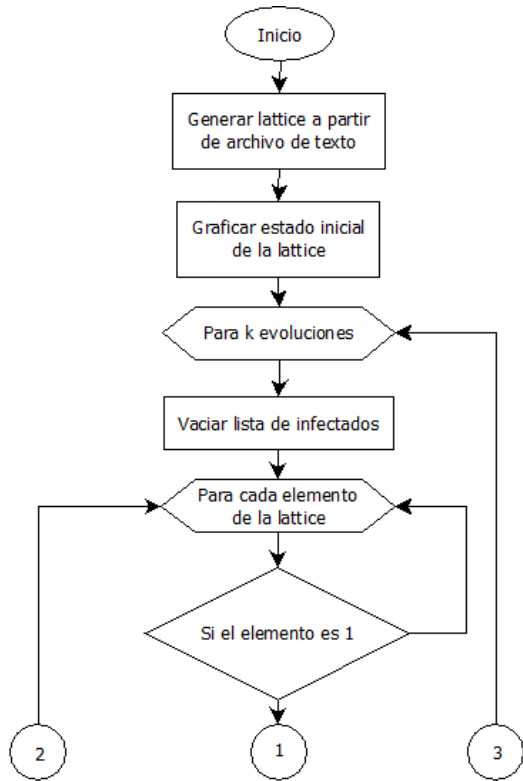 Inicio
Generar lattice a partir
de archivo de texto
Graficar estado inicial
de la lattice
Para k evoluciones
Vaciar lista de infectados
Para cada elemento
de la lattice
Si el elemento es 1
2
1
3